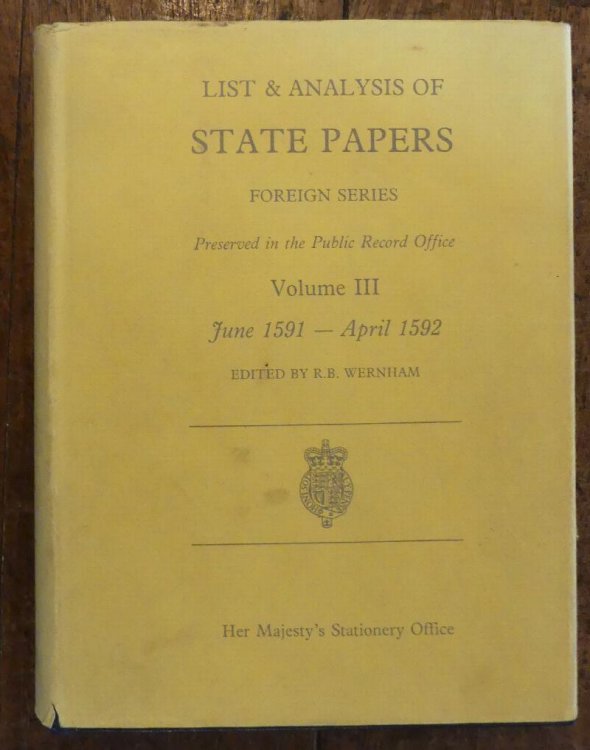 LIST & ANALYSIS OF
STATE PAPERS
FOREIGN SERIES
Preserved in the Public Record Office
Volume III
June 1591 — April 1592
EDITED BY R.B. WERNHAM
Her Majesty's Stationery Office